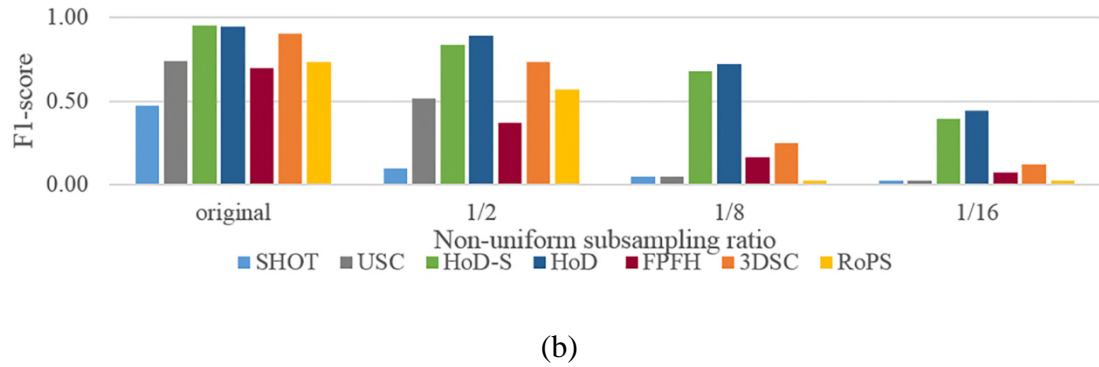 1.00
0.50
0.00
F1-score
original 1/2 1/8 1/16
Non-uniform subsampling ratio
SHOT USC HoD-S HoD FPFH 3DSC RoPS
(b)